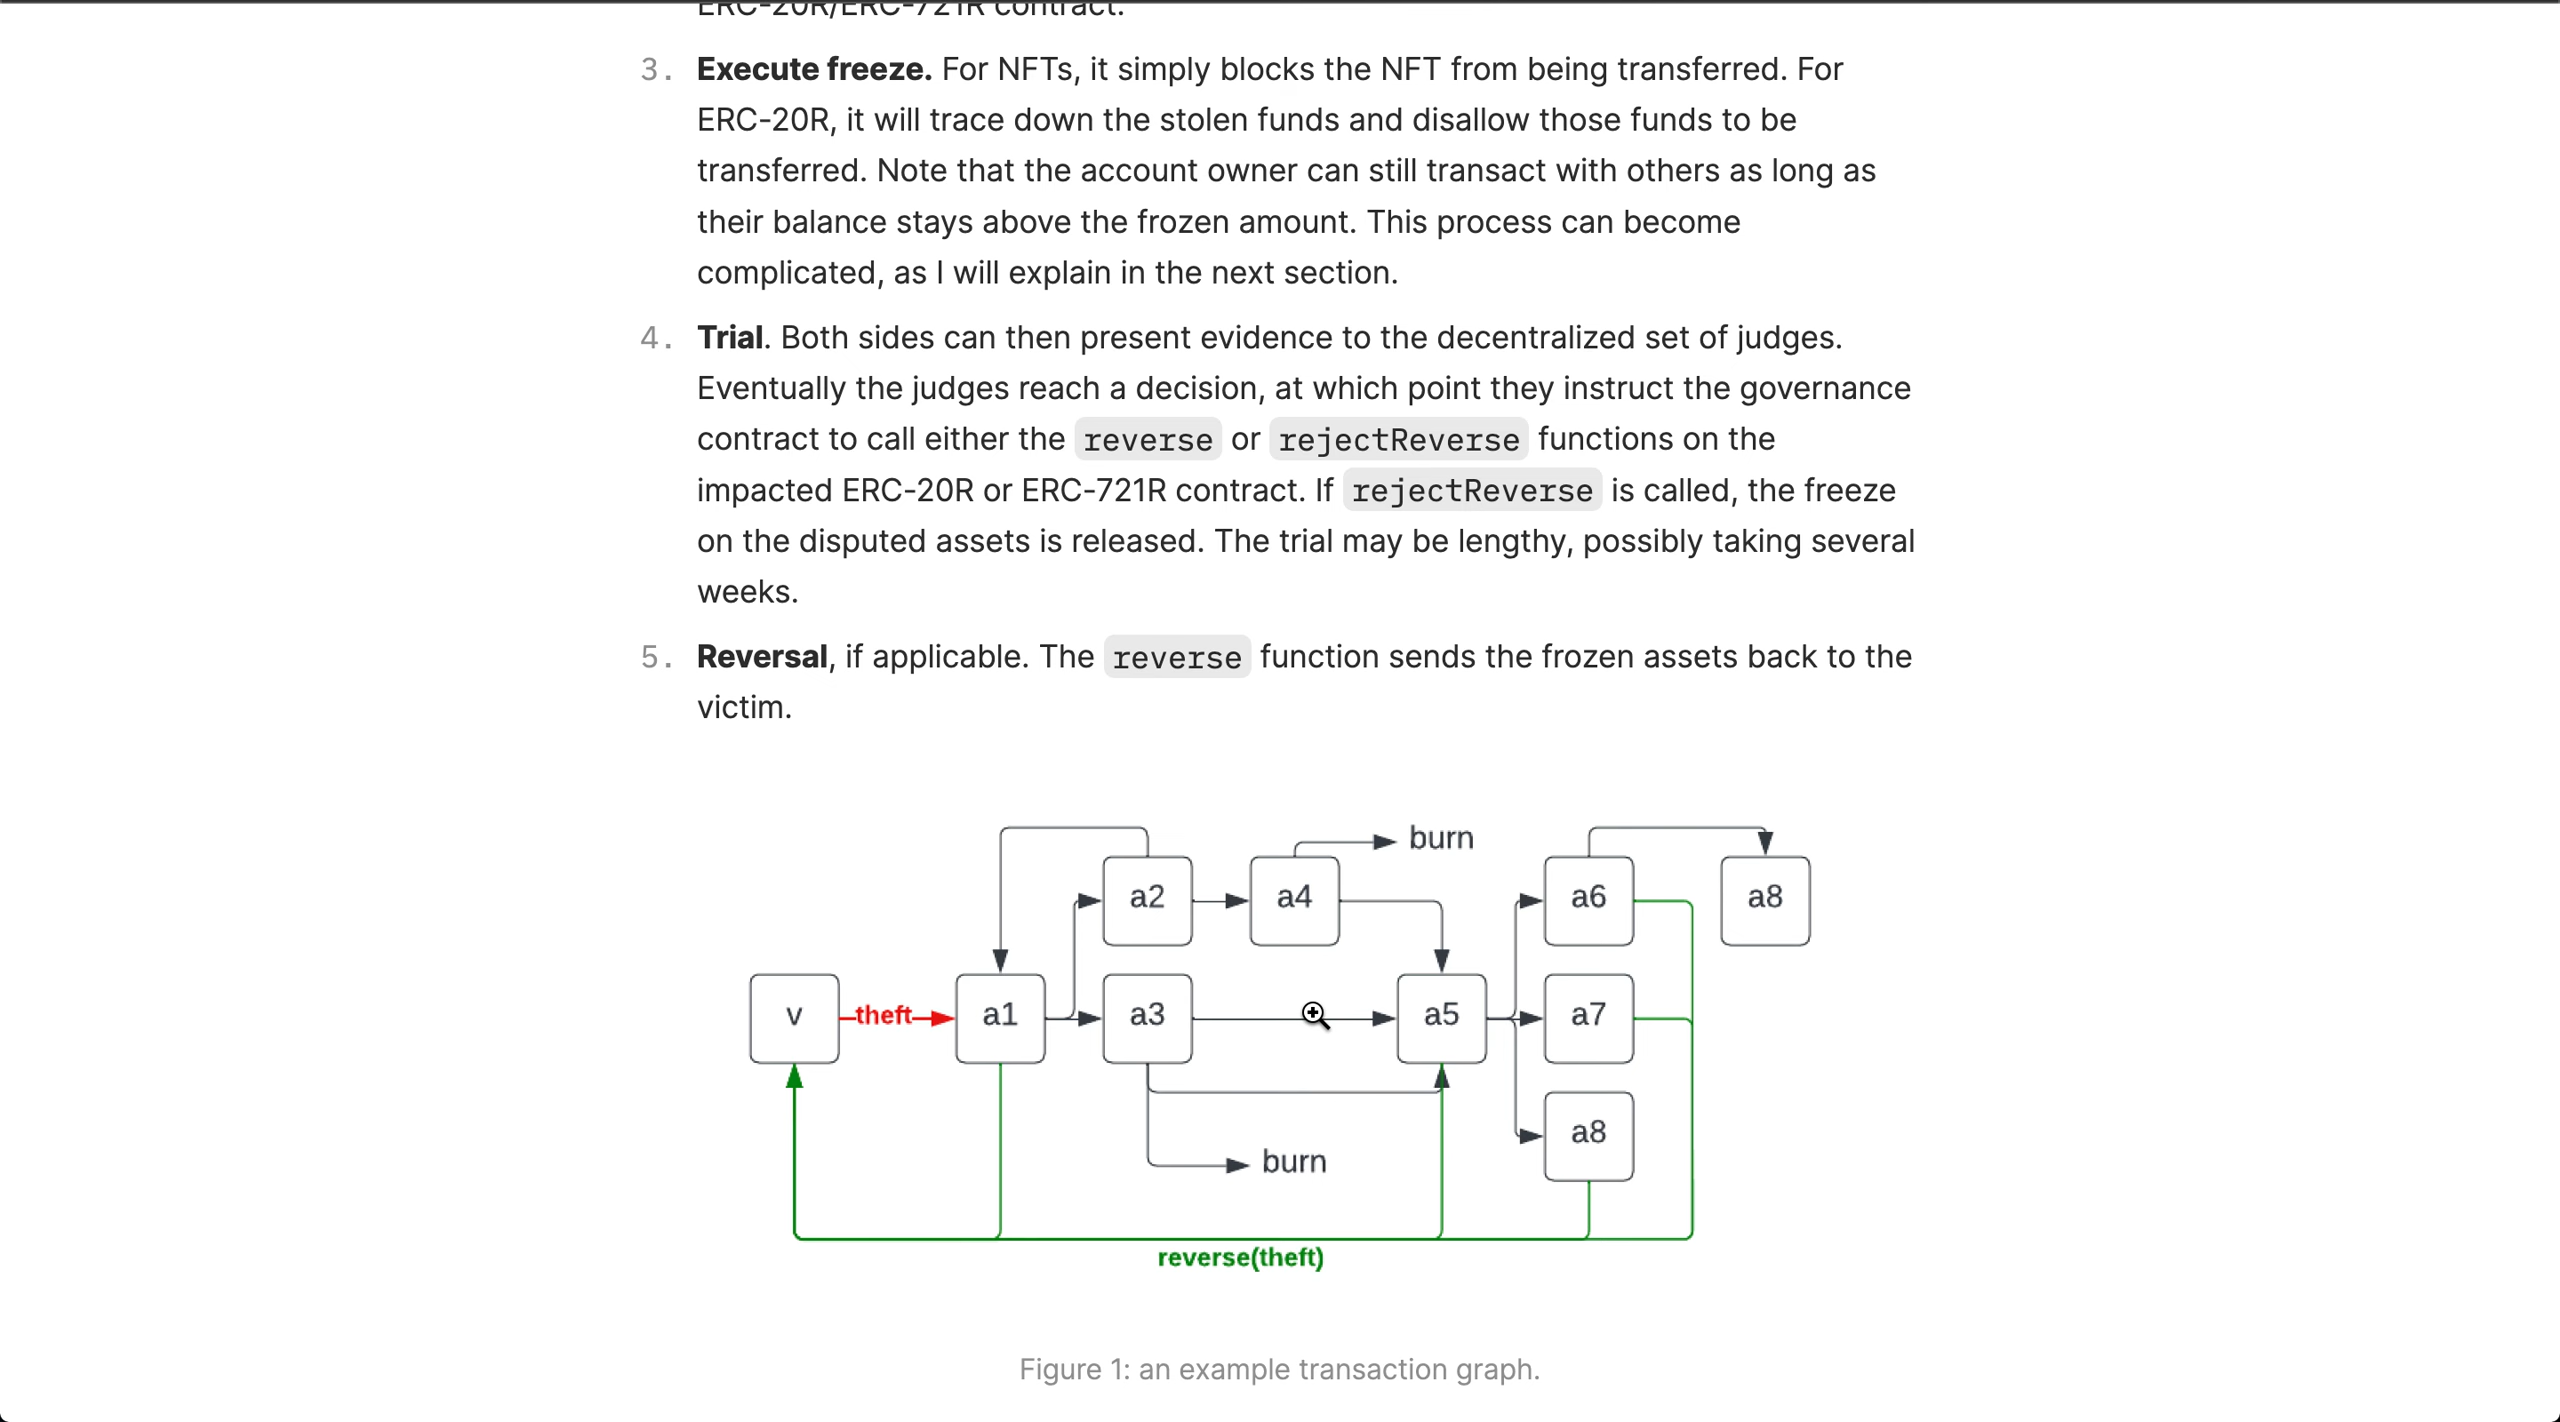 ERC-20R/ERC-721R contract.
3. Execute freeze. For NFTs, it simply blocks the NFT from being transferred. For
ERC-20R, it will trace down the stolen funds and disallow those funds to be
transferred. Note that the account owner can still transact with others as long as
their balance stays above the frozen amount. This process can become
complicated, as I will explain in the next section.
4. Trial. Both sides can then present evidence to the decentralized set of judges.
Eventually the judges reach a decision, at which point they instruct the governance
contract to call either the reverse or rejectReverse functions on the
impacted ERC-20R or ERC-721R contract. If rejectReverse is called, the freeze
on the disputed assets is released. The trial may be lengthy, possibly taking several
weeks.
5. Reversal, if applicable. The reverse function sends the frozen assets back to the
victim.
burn
a2 a4 a6 a8
v theft a1 a3 a5 a7
a8
burn
reverse(theft)
Figure 1: an example transaction graph.